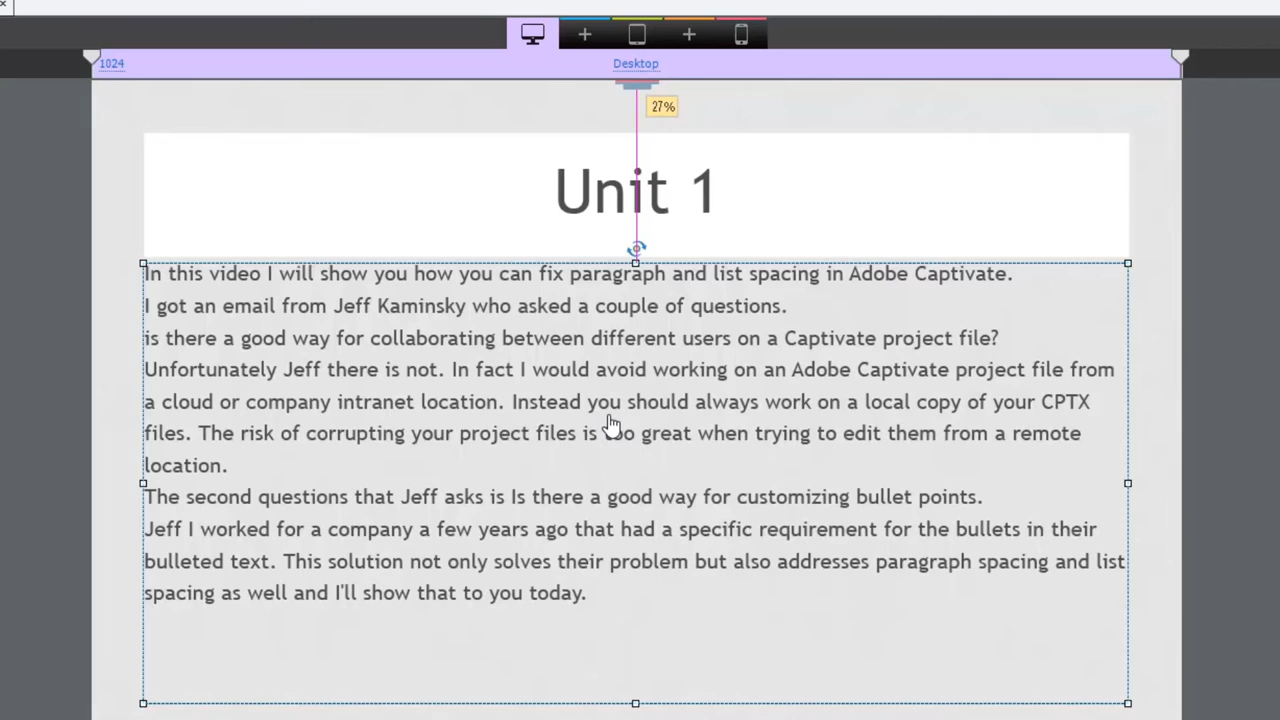 1024
Desktop
27%
Unit 1
In this video I will show you how you can fix paragraph and list spacing in Adobe Captivate.
I got an email from Jeff Kaminsky who asked a couple of questions.
is there a good way for collaborating between different users on a Captivate project file?
Unfortunately Jeff there is not. In fact I would avoid working on an Adobe Captivate project file from
a cloud or company intranet location. Instead you should always work on a local copy of your CPTX
files. The risk of corrupting your project files is too great when trying to edit them from a remote
location.
The second questions that Jeff asks is Is there a good way for customizing bullet points.
Jeff I worked for a company a few years ago that had a specific requirement for the bullets in their
bulleted text. This solution not only solves their problem but also addresses paragraph spacing and list
spacing as well and I'll show that to you today.